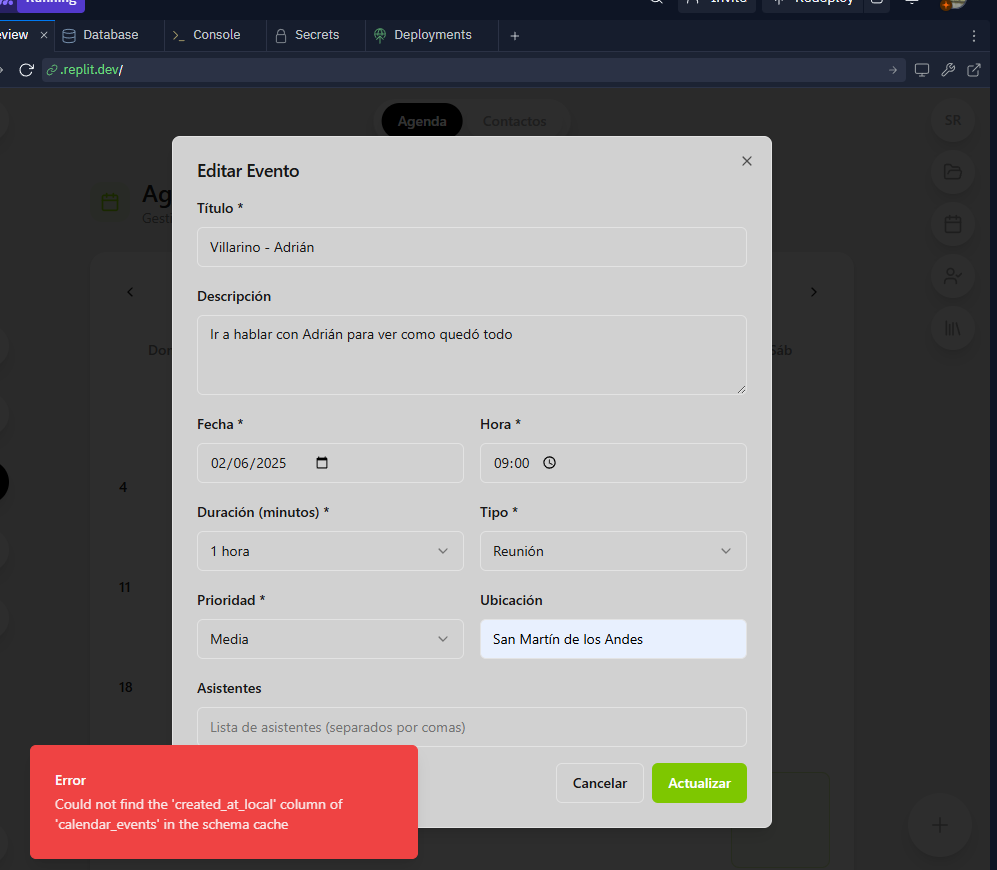 Running
Invite
Redeploy
eview
Database
Console
Secrets
Deployments
.replit.dev/
Agenda
Contactos
SR
Ag
Gesti
Editar Evento
Título *
Villarino - Adrián
Descripción
Ir a hablar con Adrián para ver como quedó todo
Dom
Sáb
Fecha *
Hora *
02/06/2025
09:00
4
Duración (minutos) *
Tipo *
1 hora
Reunión
11
Prioridad *
Ubicación
Media
San Martín de los Andes
18
Asistentes
Lista de asistentes (separados por comas)
Cancelar
Actualizar
Error
Could not find the 'created_at_local' column of
'calendar_events' in the schema cache